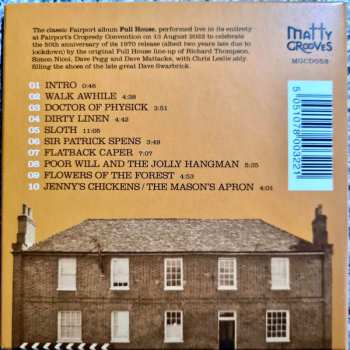 The classic Fairport album Full House, performed live in its entirety
at Fairport's Cropredy Convention on 13 August 2022 to celebrate
the 50th anniversary of its 1970 release (albeit two years late due to
lockdown) by the original Full House line-up of Richard Thompson,
Simon Nicol, Dave Pegg and Dave Mattacks, with Chris Leslie ably
filling the shoes of the late great Dave Swarbrick.
MATTY
GROOVES
MGCD058
01 INTRO 0:46
02 WALK AWHILE 4:38
03 DOCTOR OF PHYSICK 3:51
04 DIRTY LINEN 4:42
05 SLOTH 11:05
06 SIR PATRICK SPENS 3:49
07 FLATBACK CAPER 7:07
08 POOR WILL AND THE JOLLY HANGMAN 5:35
09 FLOWERS OF THE FOREST 4:53
10 JENNY'S CHICKENS / THE MASON'S APRON 4:01
5 051078 003221